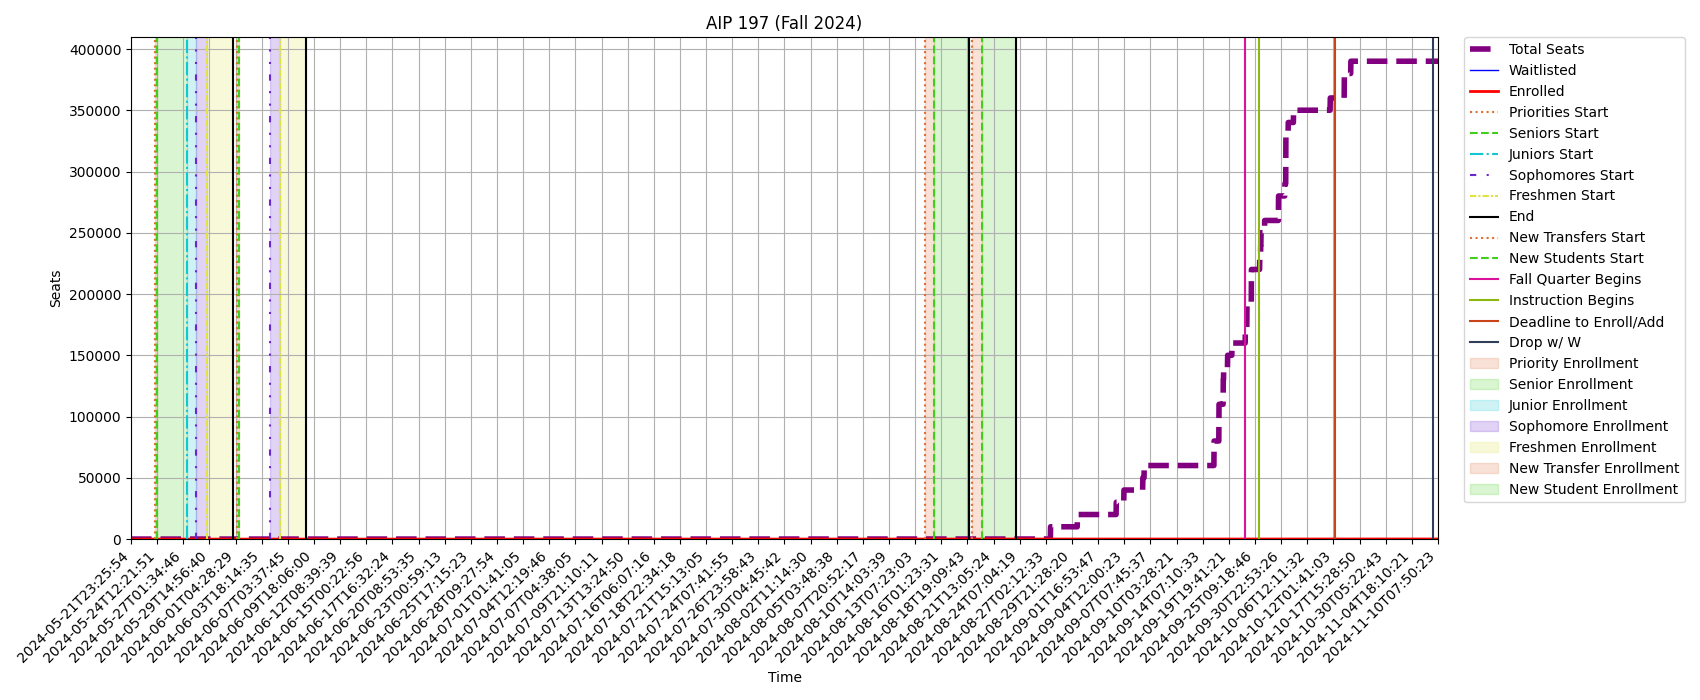 AIP 197 (Fall 2024)
Seats
400000
350000
300000
250000
200000
150000
100000
50000
0
2024-05-21T23:25:54
2024-05-24T12:21:51
2024-05-27T01:34:46
2024-05-29T14:56:40
2024-06-01T04:28:29
2024-06-03T18:14:35
2024-06-07T03:37:45
2024-06-09T18:06:00
2024-06-12T08:39:39
2024-06-15T00:22:56
2024-06-17T16:32:24
2024-06-20T08:53:35
2024-06-23T00:59:13
2024-06-25T17:15:23
2024-06-28T09:27:54
2024-07-01T01:41:05
2024-07-04T12:19:46
2024-07-07T04:38:05
2024-07-09T21:10:11
2024-07-13T13:24:50
2024-07-16T06:07:16
2024-07-18T22:34:18
2024-07-21T15:13:05
2024-07-24T07:41:55
2024-07-26T23:58:43
2024-07-30T04:45:42
2024-08-02T11:14:30
2024-08-05T03:48:38
2024-08-07T20:52:17
2024-08-10T14:03:39
2024-08-13T07:23:03
2024-08-16T01:23:31
2024-08-18T19:09:43
2024-08-21T13:05:24
2024-08-24T07:04:19
2024-08-27T02:12:33
2024-08-29T21:28:20
2024-09-01T16:53:47
2024-09-04T12:00:23
2024-09-07T07:45:37
2024-09-10T03:28:21
2024-09-14T07:10:33
2024-09-19T19:41:21
2024-09-25T09:18:46
2024-09-30T22:53:26
2024-10-06T12:11:32
2024-10-12T01:41:03
2024-10-17T15:28:50
2024-10-30T05:22:43
2024-11-04T18:10:21
2024-11-10T07:50:23
Time
Total Seats
Waitlisted
Enrolled
Priorities Start
Seniors Start
Juniors Start
Sophomores Start
Freshmen Start
End
New Transfers Start
New Students Start
Fall Quarter Begins
Instruction Begins
Deadline to Enroll/Add
Drop w/ W
Priority Enrollment
Senior Enrollment
Junior Enrollment
Sophomore Enrollment
Freshmen Enrollment
New Transfer Enrollment
New Student Enrollment